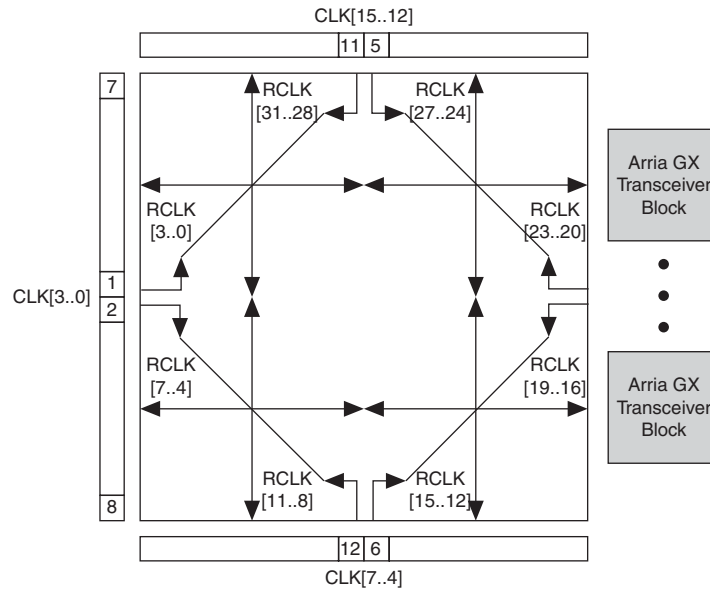 CLK[15..12]
11 5
7
RCLK
[31..28]
RCLK
[27..24]
Arria GX
Transceiver
Block
RCLK
[3..0]
RCLK
[23..20]
1
CLK[3..0]
2
RCLK
[7..4]
RCLK
[19..16]
Arria GX
Transceiver
Block
RCLK
[11..8]
RCLK
[15..12]
8
12 6
CLK[7..4]